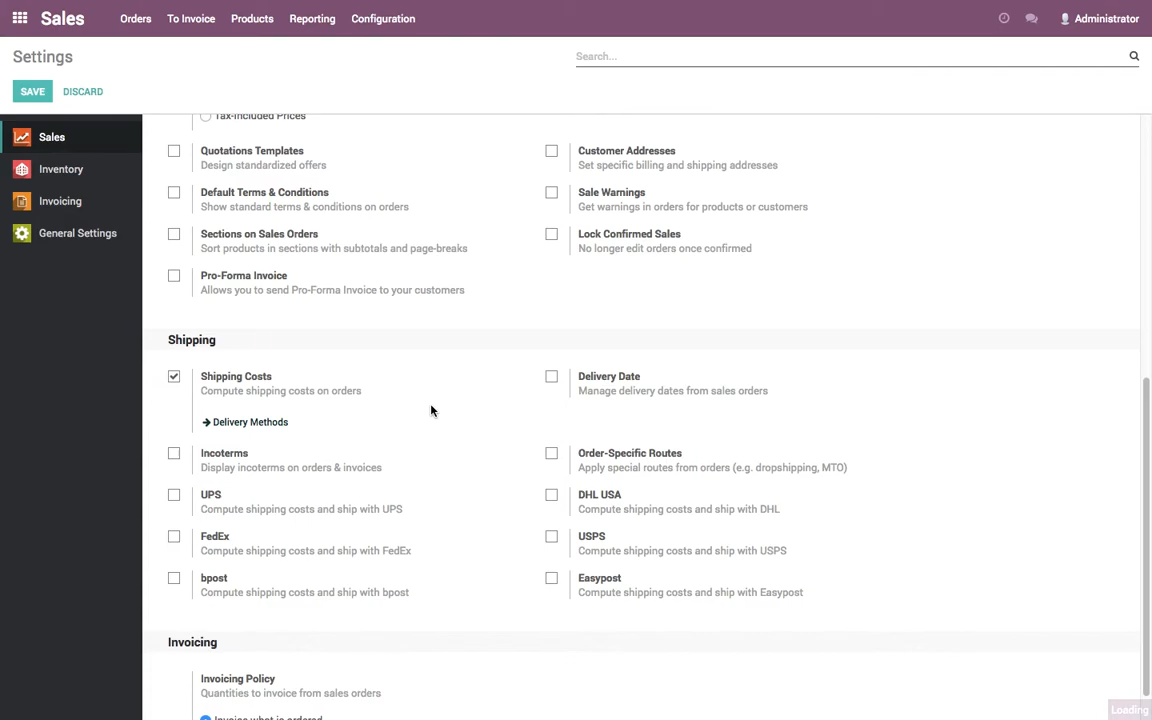 Sales
Orders
To Invoice
Products
Reporting
Configuration
Administrator
Settings
Search...
SAVE
DISCARD
Sales
Inventory
Invoicing
General Settings
Tax-Included Prices
Quotations Templates
Design standardized offers
Customer Addresses
Set specific billing and shipping addresses
Default Terms & Conditions
Show standard terms & conditions on orders
Sale Warnings
Get warnings in orders for products or customers
Sections on Sales Orders
Sort products in sections with subtotals and page-breaks
Lock Confirmed Sales
No longer edit orders once confirmed
Pro-Forma Invoice
Allows you to send Pro-Forma Invoice to your customers
Shipping
Shipping Costs
Compute shipping costs on orders
Delivery Methods
Delivery Date
Manage delivery dates from sales orders
Incoterms
Display incoterms on orders & invoices
Order-Specific Routes
Apply special routes from orders (e.g. dropshipping, MTO)
UPS
Compute shipping costs and ship with UPS
DHL USA
Compute shipping costs and ship with DHL
FedEx
Compute shipping costs and ship with FedEx
USPS
Compute shipping costs and ship with USPS
bpost
Compute shipping costs and ship with bpost
Easypost
Compute shipping costs and ship with Easypost
Invoicing
Invoicing Policy
Quantities to invoice from sales orders
Invoice what is ordered
Loading